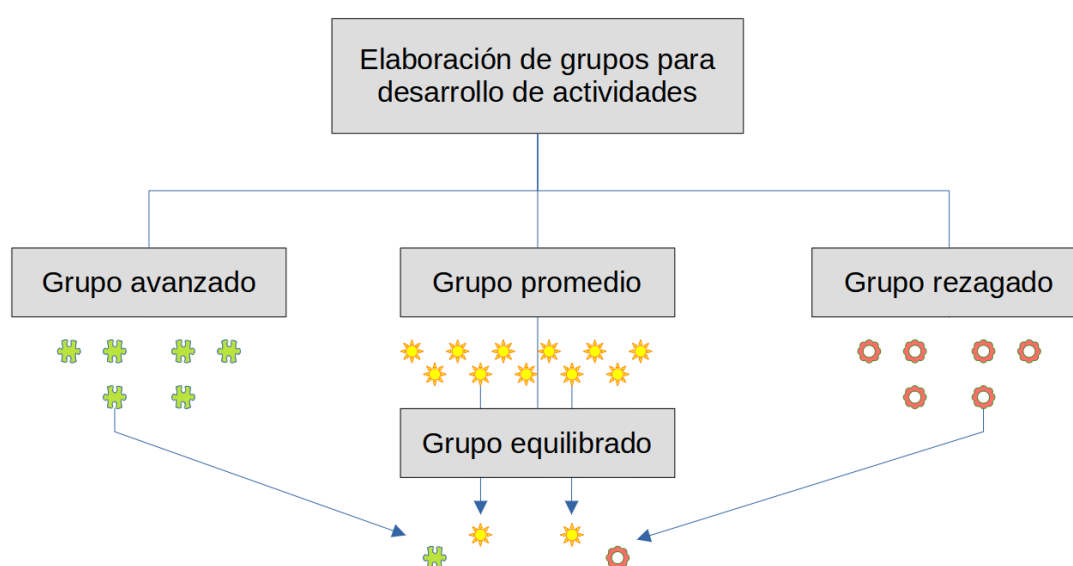 Elaboración de grupos para
desarrollo de actividades
Grupo avanzado
Grupo promedio
Grupo rezagado
Grupo equilibrado